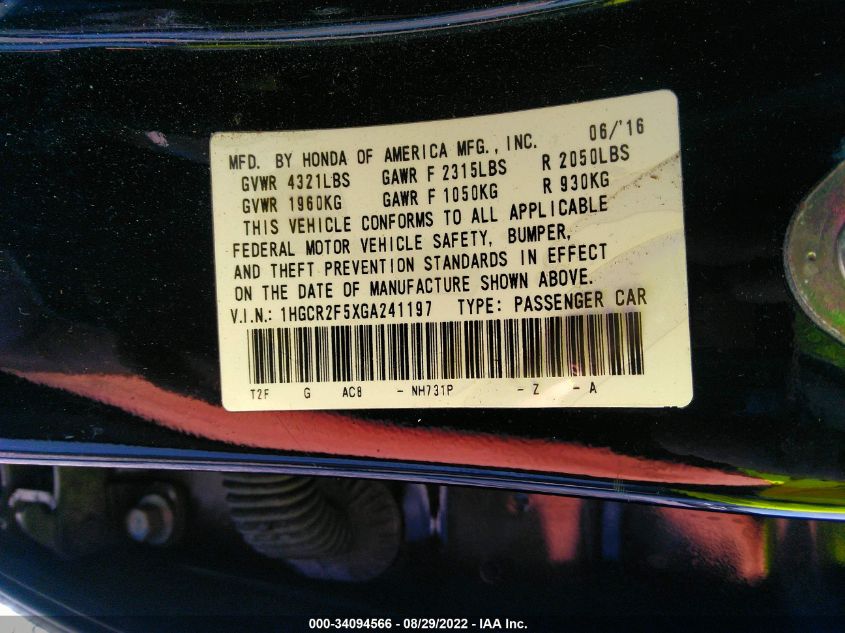 06/'16
MFD. BY HONDA OF AMERICA MFG., INC.
GVWR 4321LBS GAWR F 2315LBS R 2050LBS
GVWR 1960KG GAWR F 1050KG R 930KG
THIS VEHICLE CONFORMS TO ALL APPLICABLE
FEDERAL MOTOR VEHICLE SAFETY, BUMPER,
AND THEFT PREVENTION STANDARDS IN EFFECT
ON THE DATE OF MANUFACTURE SHOWN ABOVE.
V.I.N.: 1HGCR2F5XGA241197 TYPE: PASSENGER CAR
T2F G AC8 - NH731P - Z - A
000-34094566 - 08/29/2022 - IAA Inc.